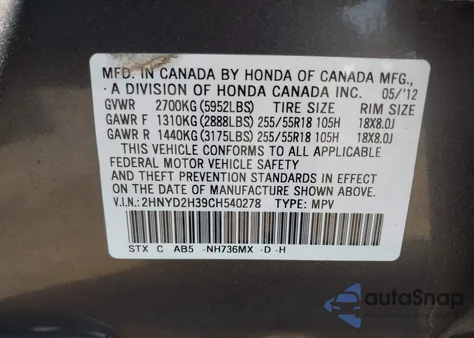 MFD. IN CANADA BY HONDA OF CANADA MFG.,
A DIVISION OF HONDA CANADA INC. 05/'12
GVWR 2700KG (5952LBS) TIRE SIZE RIM SIZE
GAWR F 1310KG (2888LBS) 255/55R18 105H 18X8.0J
GAWR R 1440KG (3175LBS) 255/55R18 105H 18X8.0J
THIS VEHICLE CONFORMS TO ALL APPLICABLE
FEDERAL MOTOR VEHICLE SAFETY
STANDARDS IN EFFECT ON THE DATE OF
MANUFACTURE SHOWN ABOVE.
V.I.N.: 2HNYD2H39CH540278 TYPE: MPV
STX C AB5 -NH736MX -D -H
autoSnap